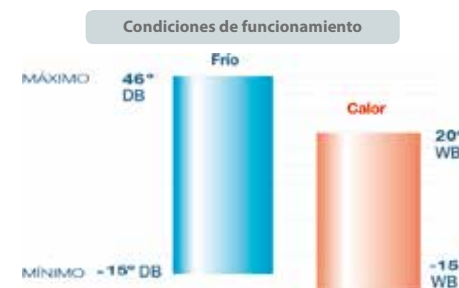 Condiciones de funcionamiento
Frío
MÁXIMO 46°
DB
Calor
20°
WB
MÍNIMO -15° DB
-15
WB